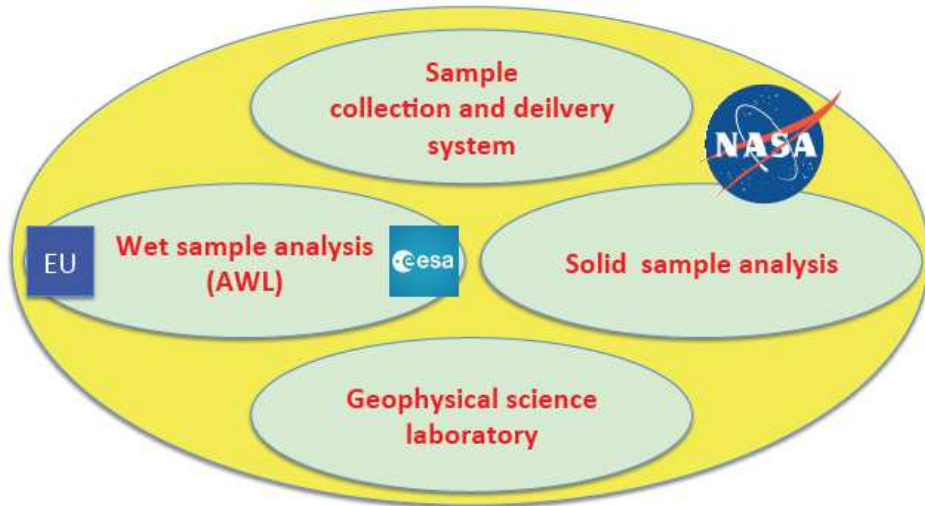 Sample
collection and deilvery
system
NASA
EU
Wet sample analysis
(AWL)
esa
Solid sample analysis
Geophysical science
laboratory